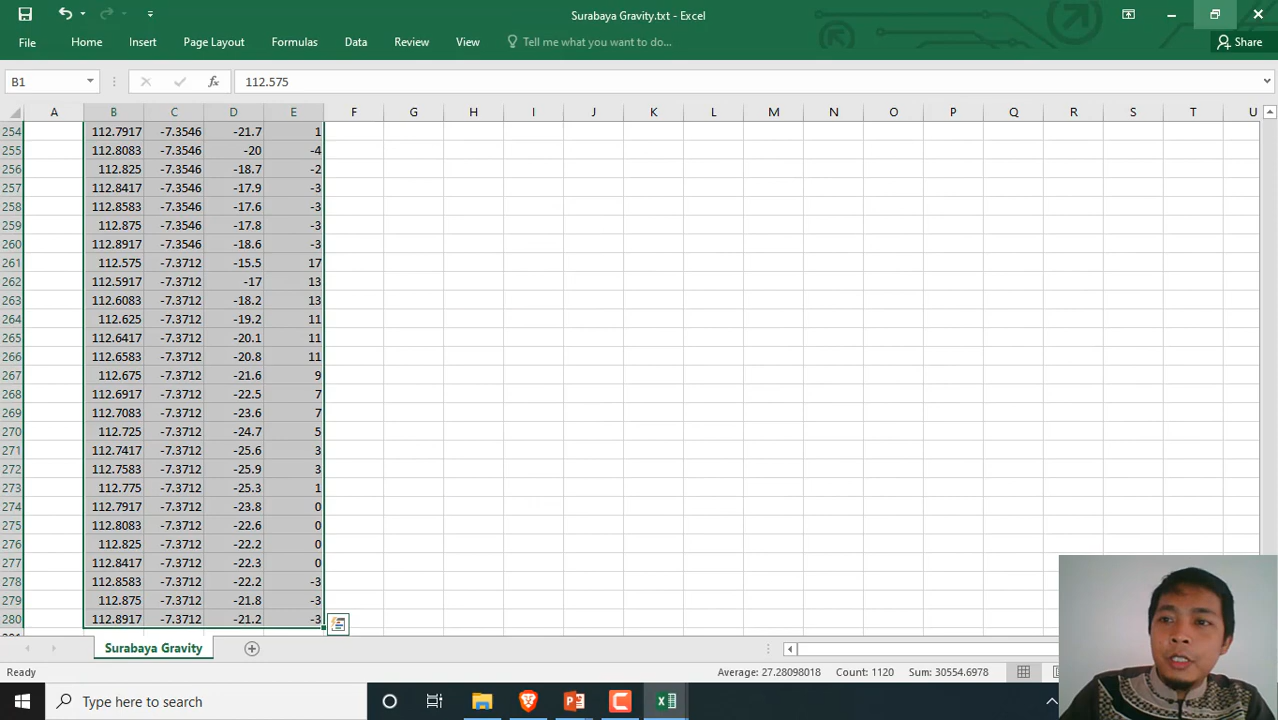 Surabaya Gravity.txt - Excel
File Home Insert Page Layout Formulas Data Review View Tell me what you want to do... Share
B1 fx 112.575
A B C D E F G H I J K L M N O P Q R S T U
254 112.7917 -7.3546 -21.7 1
255 112.8083 -7.3546 -20 -4
256 112.825 -7.3546 -18.7 -2
257 112.8417 -7.3546 -17.9 -3
258 112.8583 -7.3546 -17.6 -3
259 112.875 -7.3546 -17.8 -3
260 112.8917 -7.3546 -18.6 -3
261 112.575 -7.3712 -15.5 17
262 112.5917 -7.3712 -17 13
263 112.6083 -7.3712 -18.2 13
264 112.625 -7.3712 -19.2 11
265 112.6417 -7.3712 -20.1 11
266 112.6583 -7.3712 -20.8 11
267 112.675 -7.3712 -21.6 9
268 112.6917 -7.3712 -22.5 7
269 112.7083 -7.3712 -23.6 7
270 112.725 -7.3712 -24.7 5
271 112.7417 -7.3712 -25.6 3
272 112.7583 -7.3712 -25.9 3
273 112.775 -7.3712 -25.3 1
274 112.7917 -7.3712 -23.8 0
275 112.8083 -7.3712 -22.6 0
276 112.825 -7.3712 -22.2 0
277 112.8417 -7.3712 -22.3 0
278 112.8583 -7.3712 -22.2 -3
279 112.875 -7.3712 -21.8 -3
280 112.8917 -7.3712 -21.2 -3
Surabaya Gravity
Ready Average: 27.28098018 Count: 1120 Sum: 30554.6978
Type here to search